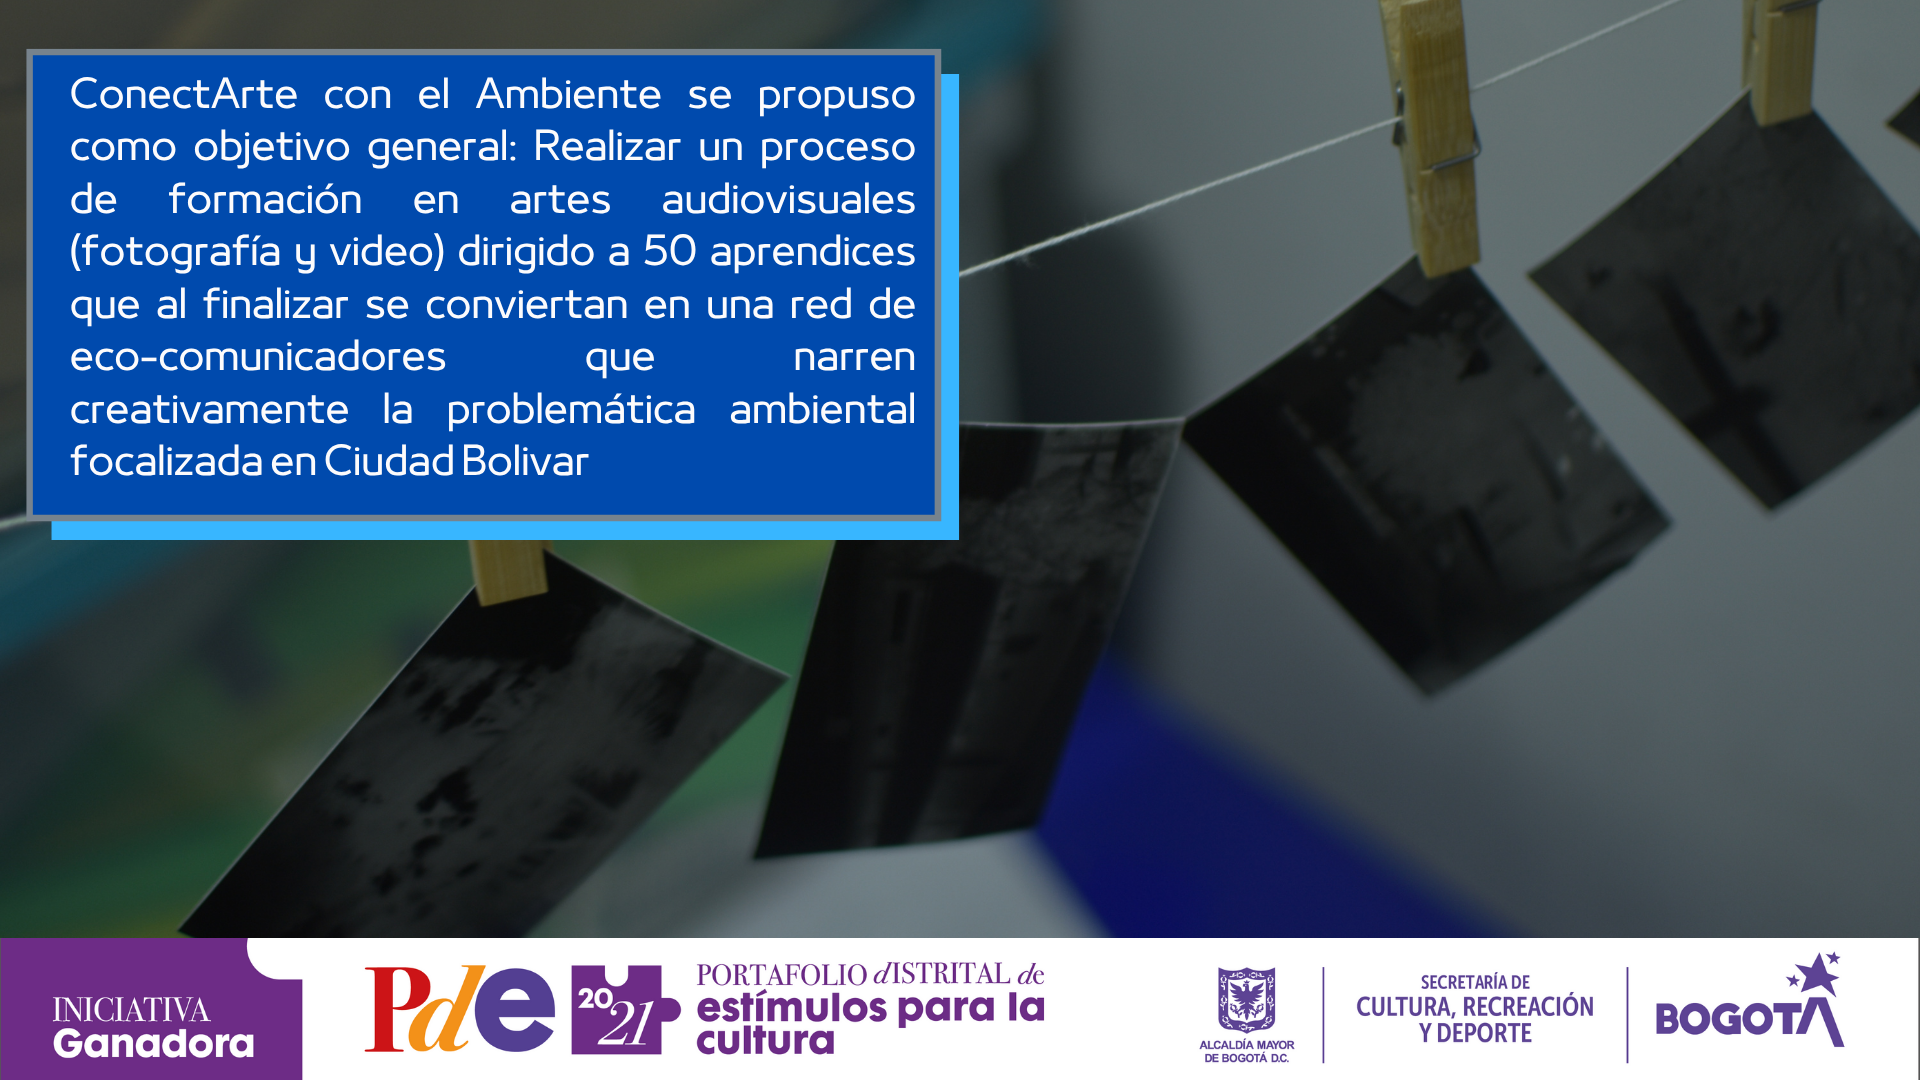 ConectArte con el Ambiente se propuso
como objetivo general: Realizar un proceso
de formación en artes audiovisuales
(fotografía y video) dirigido a 50 aprendices
que al finalizar se conviertan en una red de
eco-comunicadores que narren
creativamente la problemática ambiental
focalizada en Ciudad Bolivar
INICIATIVA
Ganadora
Pde
20
21
PORTAFOLIO dISTRITAL de
estímulos para la
cultura
ALCALDÍA MAYOR
DE BOGOTÁ D.C.
SECRETARÍA DE
CULTURA, RECREACIÓN
Y DEPORTE
BOGOTÁ